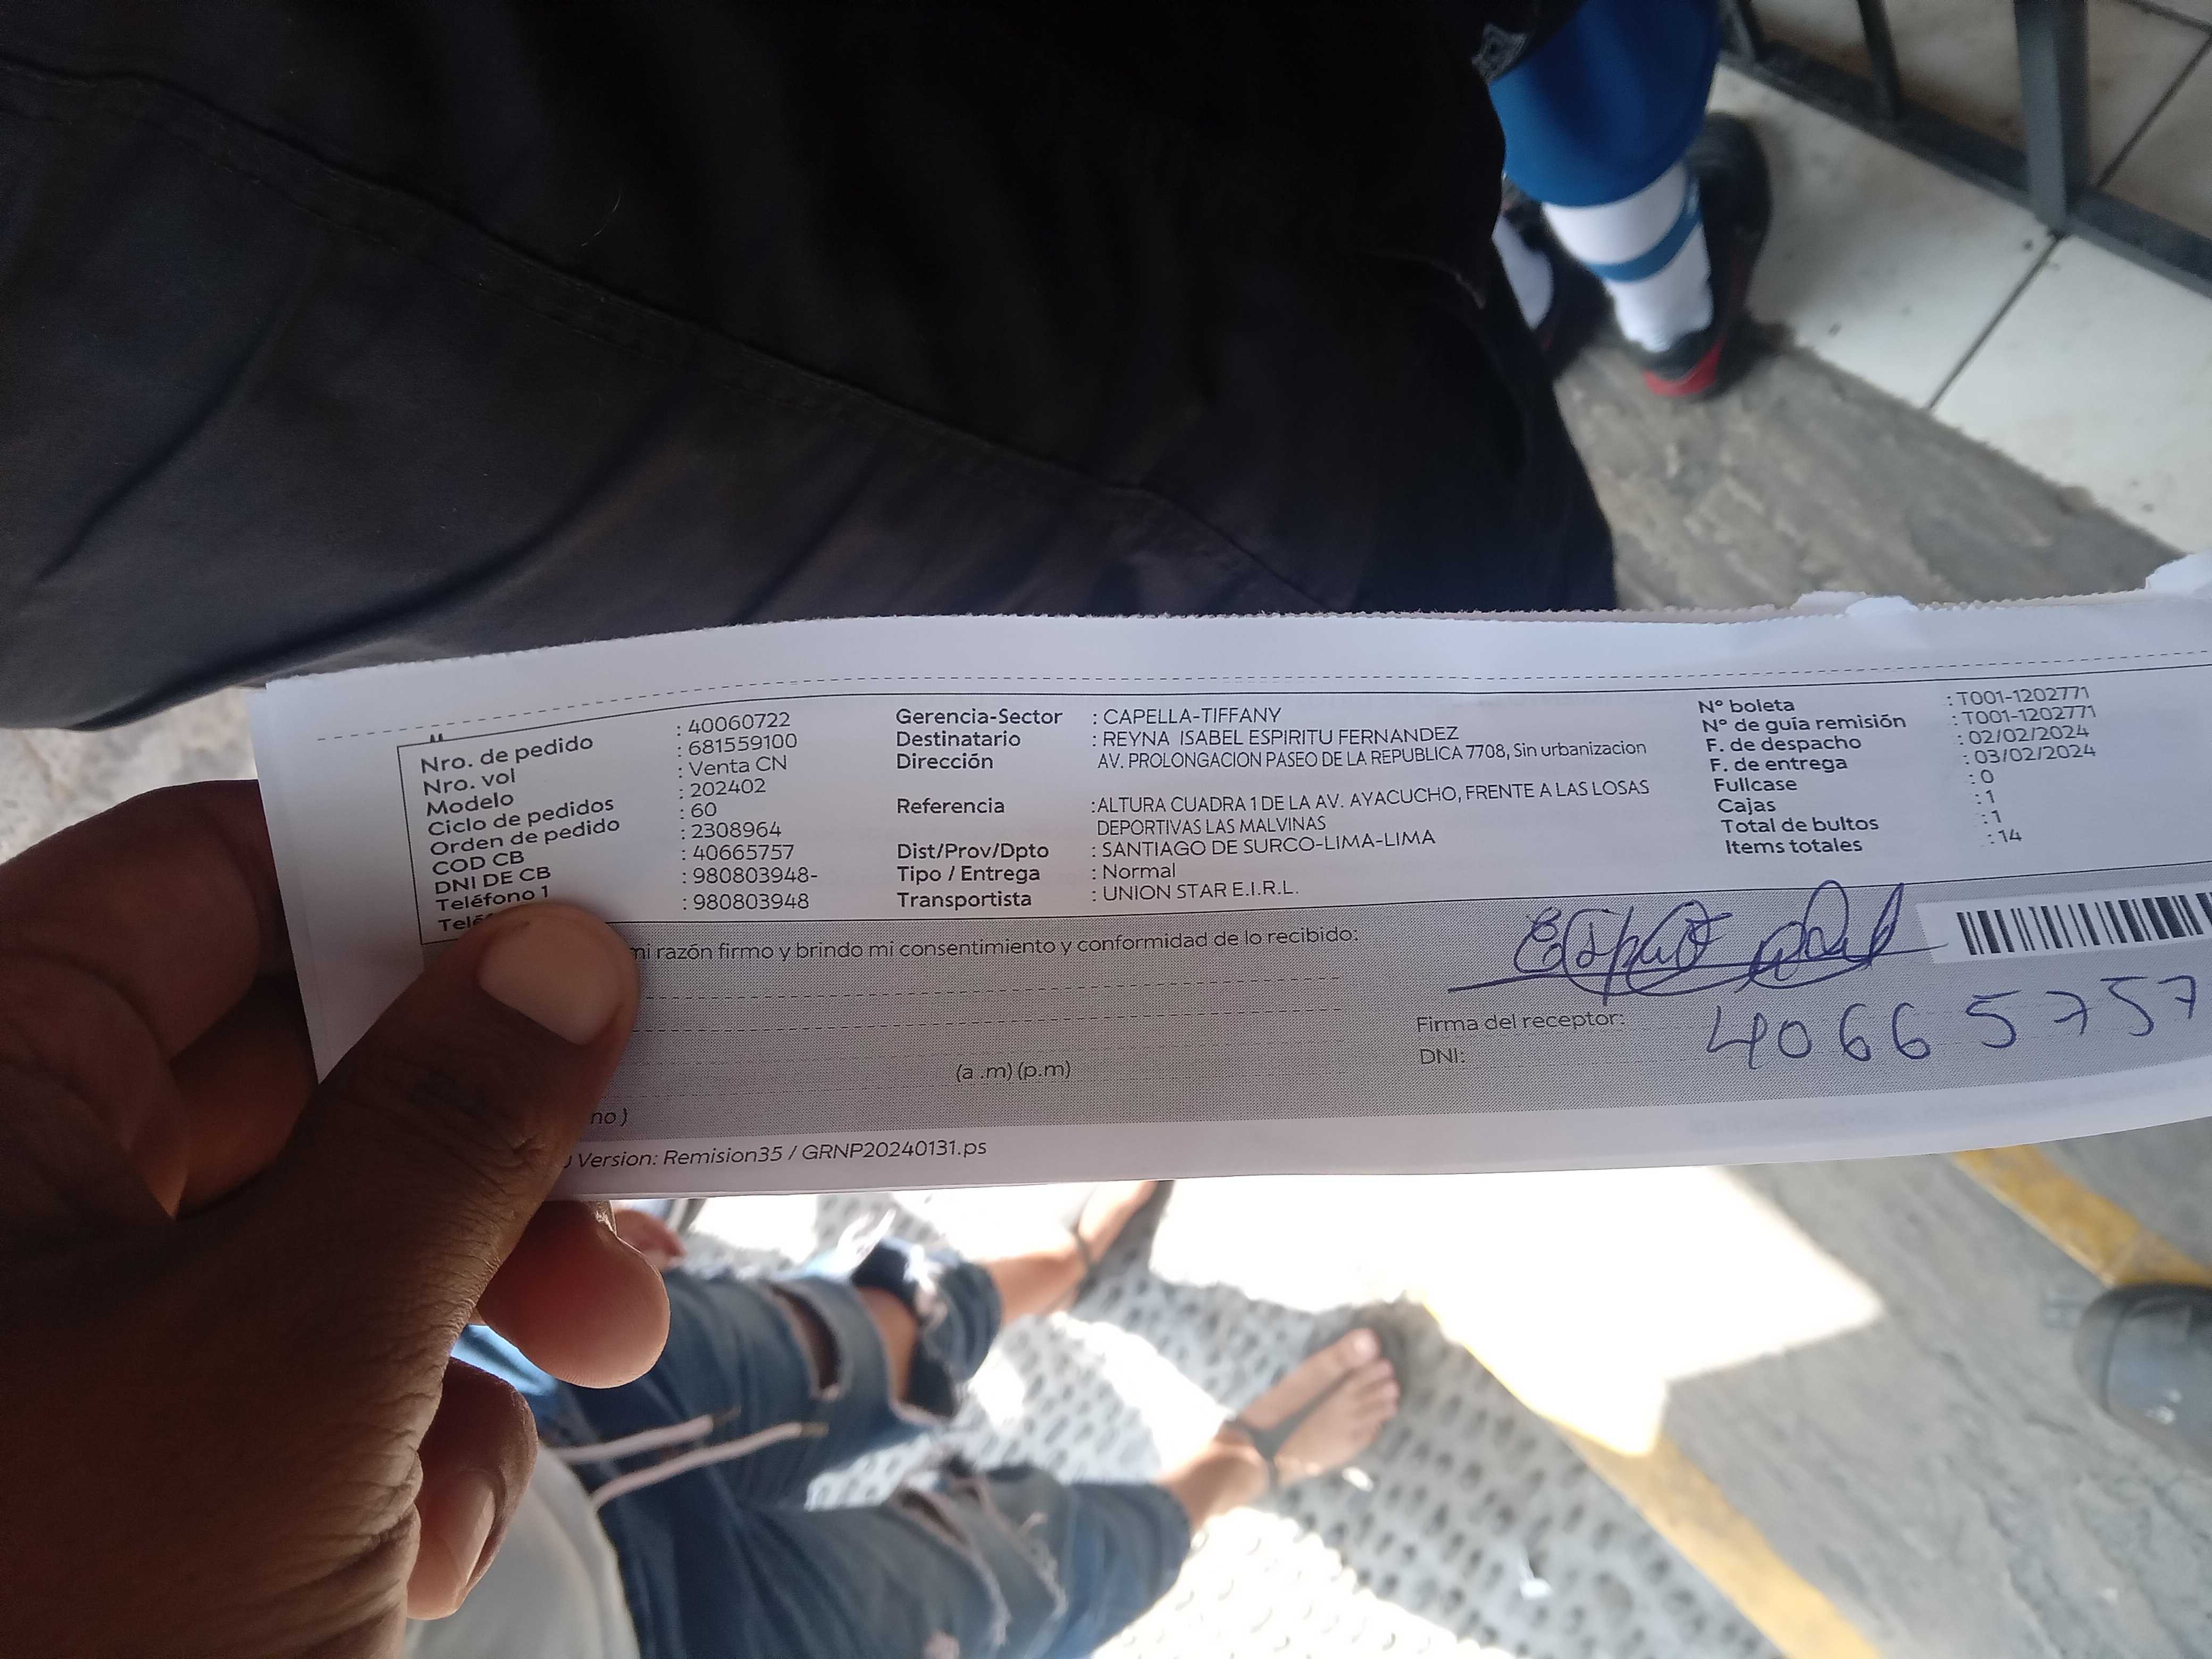 Nro. de pedido : 40060722
Nro. vol : 681559100
Modelo : Venta CN
Ciclo de pedidos : 202402
Orden de pedido : 60
COD CB : 2308964
DNI DE CB : 40665757
Teléfono 1 : 980803948-
: 980803948
Gerencia-Sector : CAPELLA-TIFFANY
Destinatario : REYNA ISABEL ESPIRITU FERNANDEZ
Dirección AV. PROLONGACION PASEO DE LA REPUBLICA 7708, Sin urbanizacion
Referencia :ALTURA CUADRA 1 DE LA AV. AYACUCHO, FRENTE A LAS LOSAS
DEPORTIVAS LAS MALVINAS
Dist/Prov/Dpto : SANTIAGO DE SURCO-LIMA-LIMA
Tipo / Entrega : Normal
Transportista : UNION STAR E.I.R.L.
N° boleta : T001-1202771
N° de guía remisión : T001-1202771
F. de despacho : 02/02/2024
F. de entrega : 03/02/2024
Fullcase : 0
Cajas : 1
Total de bultos : 1
Items totales : 14
mi razón firmo y brindo mi consentimiento y conformidad de lo recibido:
Firma del receptor:
DNI: 40665757
(a .m) (p.m)
no )
Version: Remision35 / GRNP20240131.ps